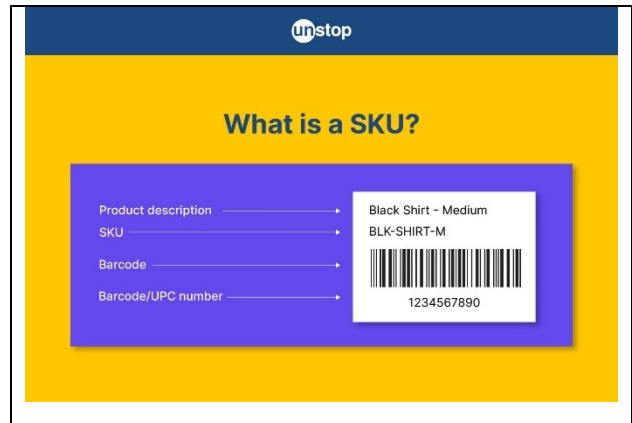 unstop
What is a SKU?
Product description
Black Shirt - Medium
SKU
BLK-SHIRT-M
Barcode
Barcode/UPC number
1234567890